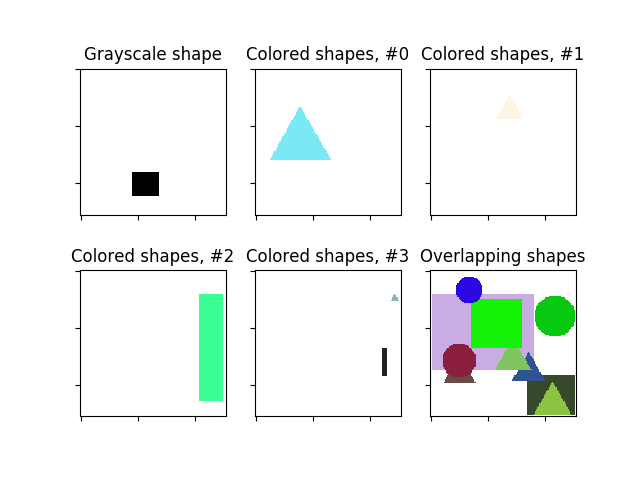 Grayscale shape
Colored shapes, #0
Colored shapes, #1
Colored shapes, #2
Colored shapes, #3
Overlapping shapes